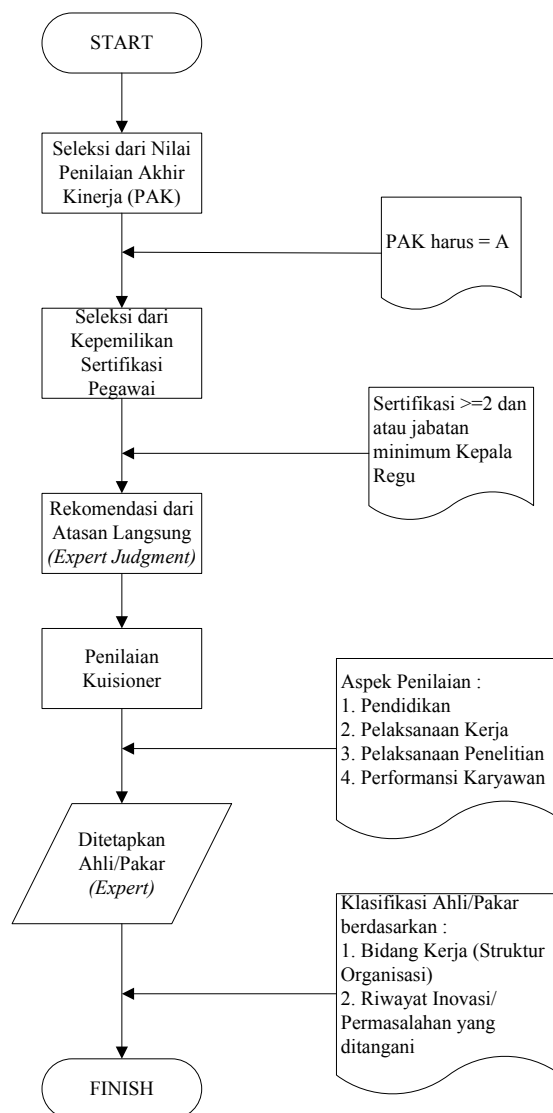 START
Seleksi dari Nilai
Penilaian Akhir
Kinerja (PAK)
PAK harus = A
Seleksi dari
Kepemilikan
Sertifikasi
Pegawai
Sertifikasi >=2 dan
atau jabatan
minimum Kepala
Regu
Rekomendasi dari
Atasan Langsung
(Expert Judgment)
Penilaian
Kuisioner
Aspek Penilaian :
1. Pendidikan
2. Pelaksanaan Kerja
3. Pelaksanaan Penelitian
4. Performansi Karyawan
Ditetapkan
Ahli/Pakar
(Expert)
Klasifikasi Ahli/Pakar
berdasarkan :
1. Bidang Kerja (Struktur
Organisasi)
2. Riwayat Inovasi/
Permasalahan yang
ditangani
FINISH